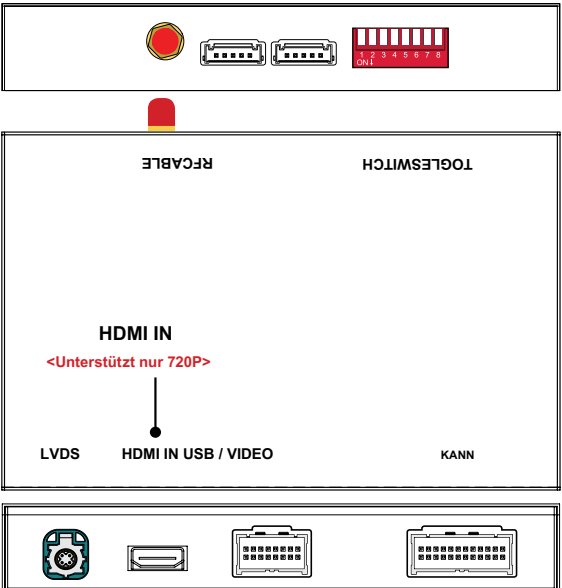 1 2 3 4 5 6 7 8
ON↓
RFCABLE
TOGLESWITCH
HDMI IN
<Unterstützt nur 720P>
LVDS
HDMI IN USB / VIDEO
KANN